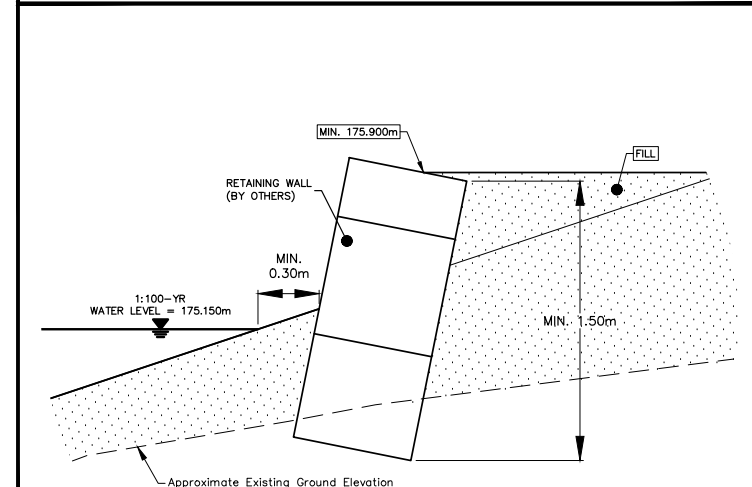 MIN. 175.900m
FILL
RETAINING WALL
(BY OTHERS)
MIN.
0.30m
1:100-YR
WATER LEVEL = 175.150m
MIN. 1.50m
Approximate Existing Ground Elevation